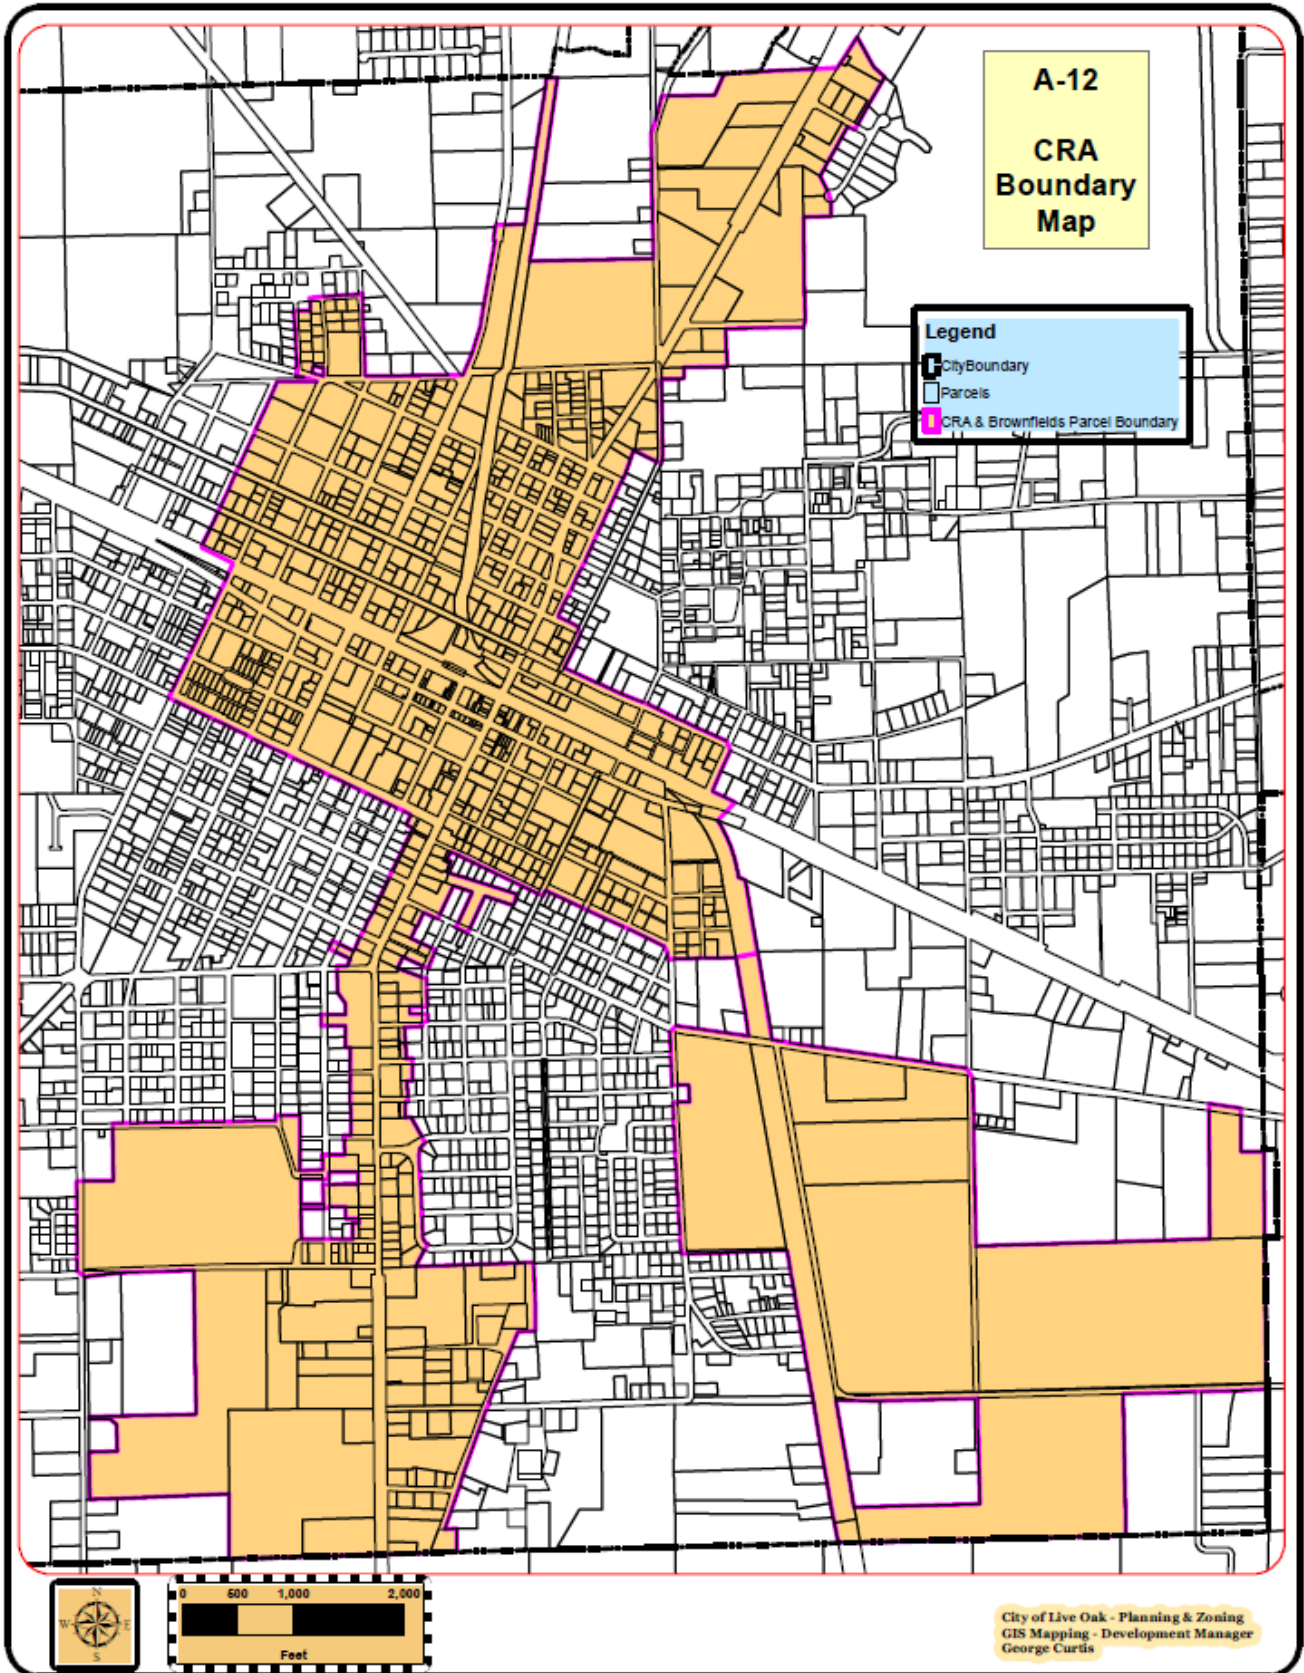 A-12
CRA
Boundary
Map
Legend
CityBoundary
Parcels
CRA & Brownfields Parcel Boundary
N
W E
S
0 500 1,000 2,000
Feet
City of Live Oak - Planning & Zoning
GIS Mapping - Development Manager
George Curtis